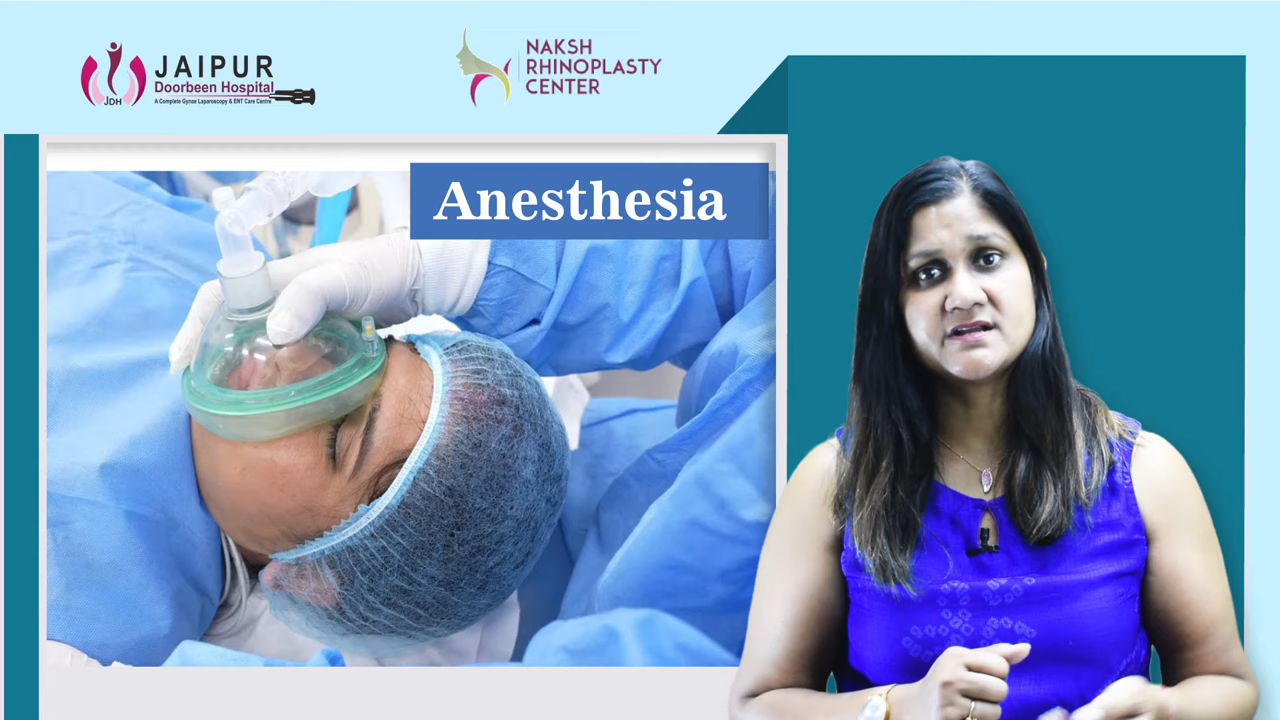 JAIPUR
Doorbeen Hospital
A Complete Gynae Laparoscopy & ENT Care Centre
JDH
NAKSH
RHINOPLASTY
CENTER
Anesthesia